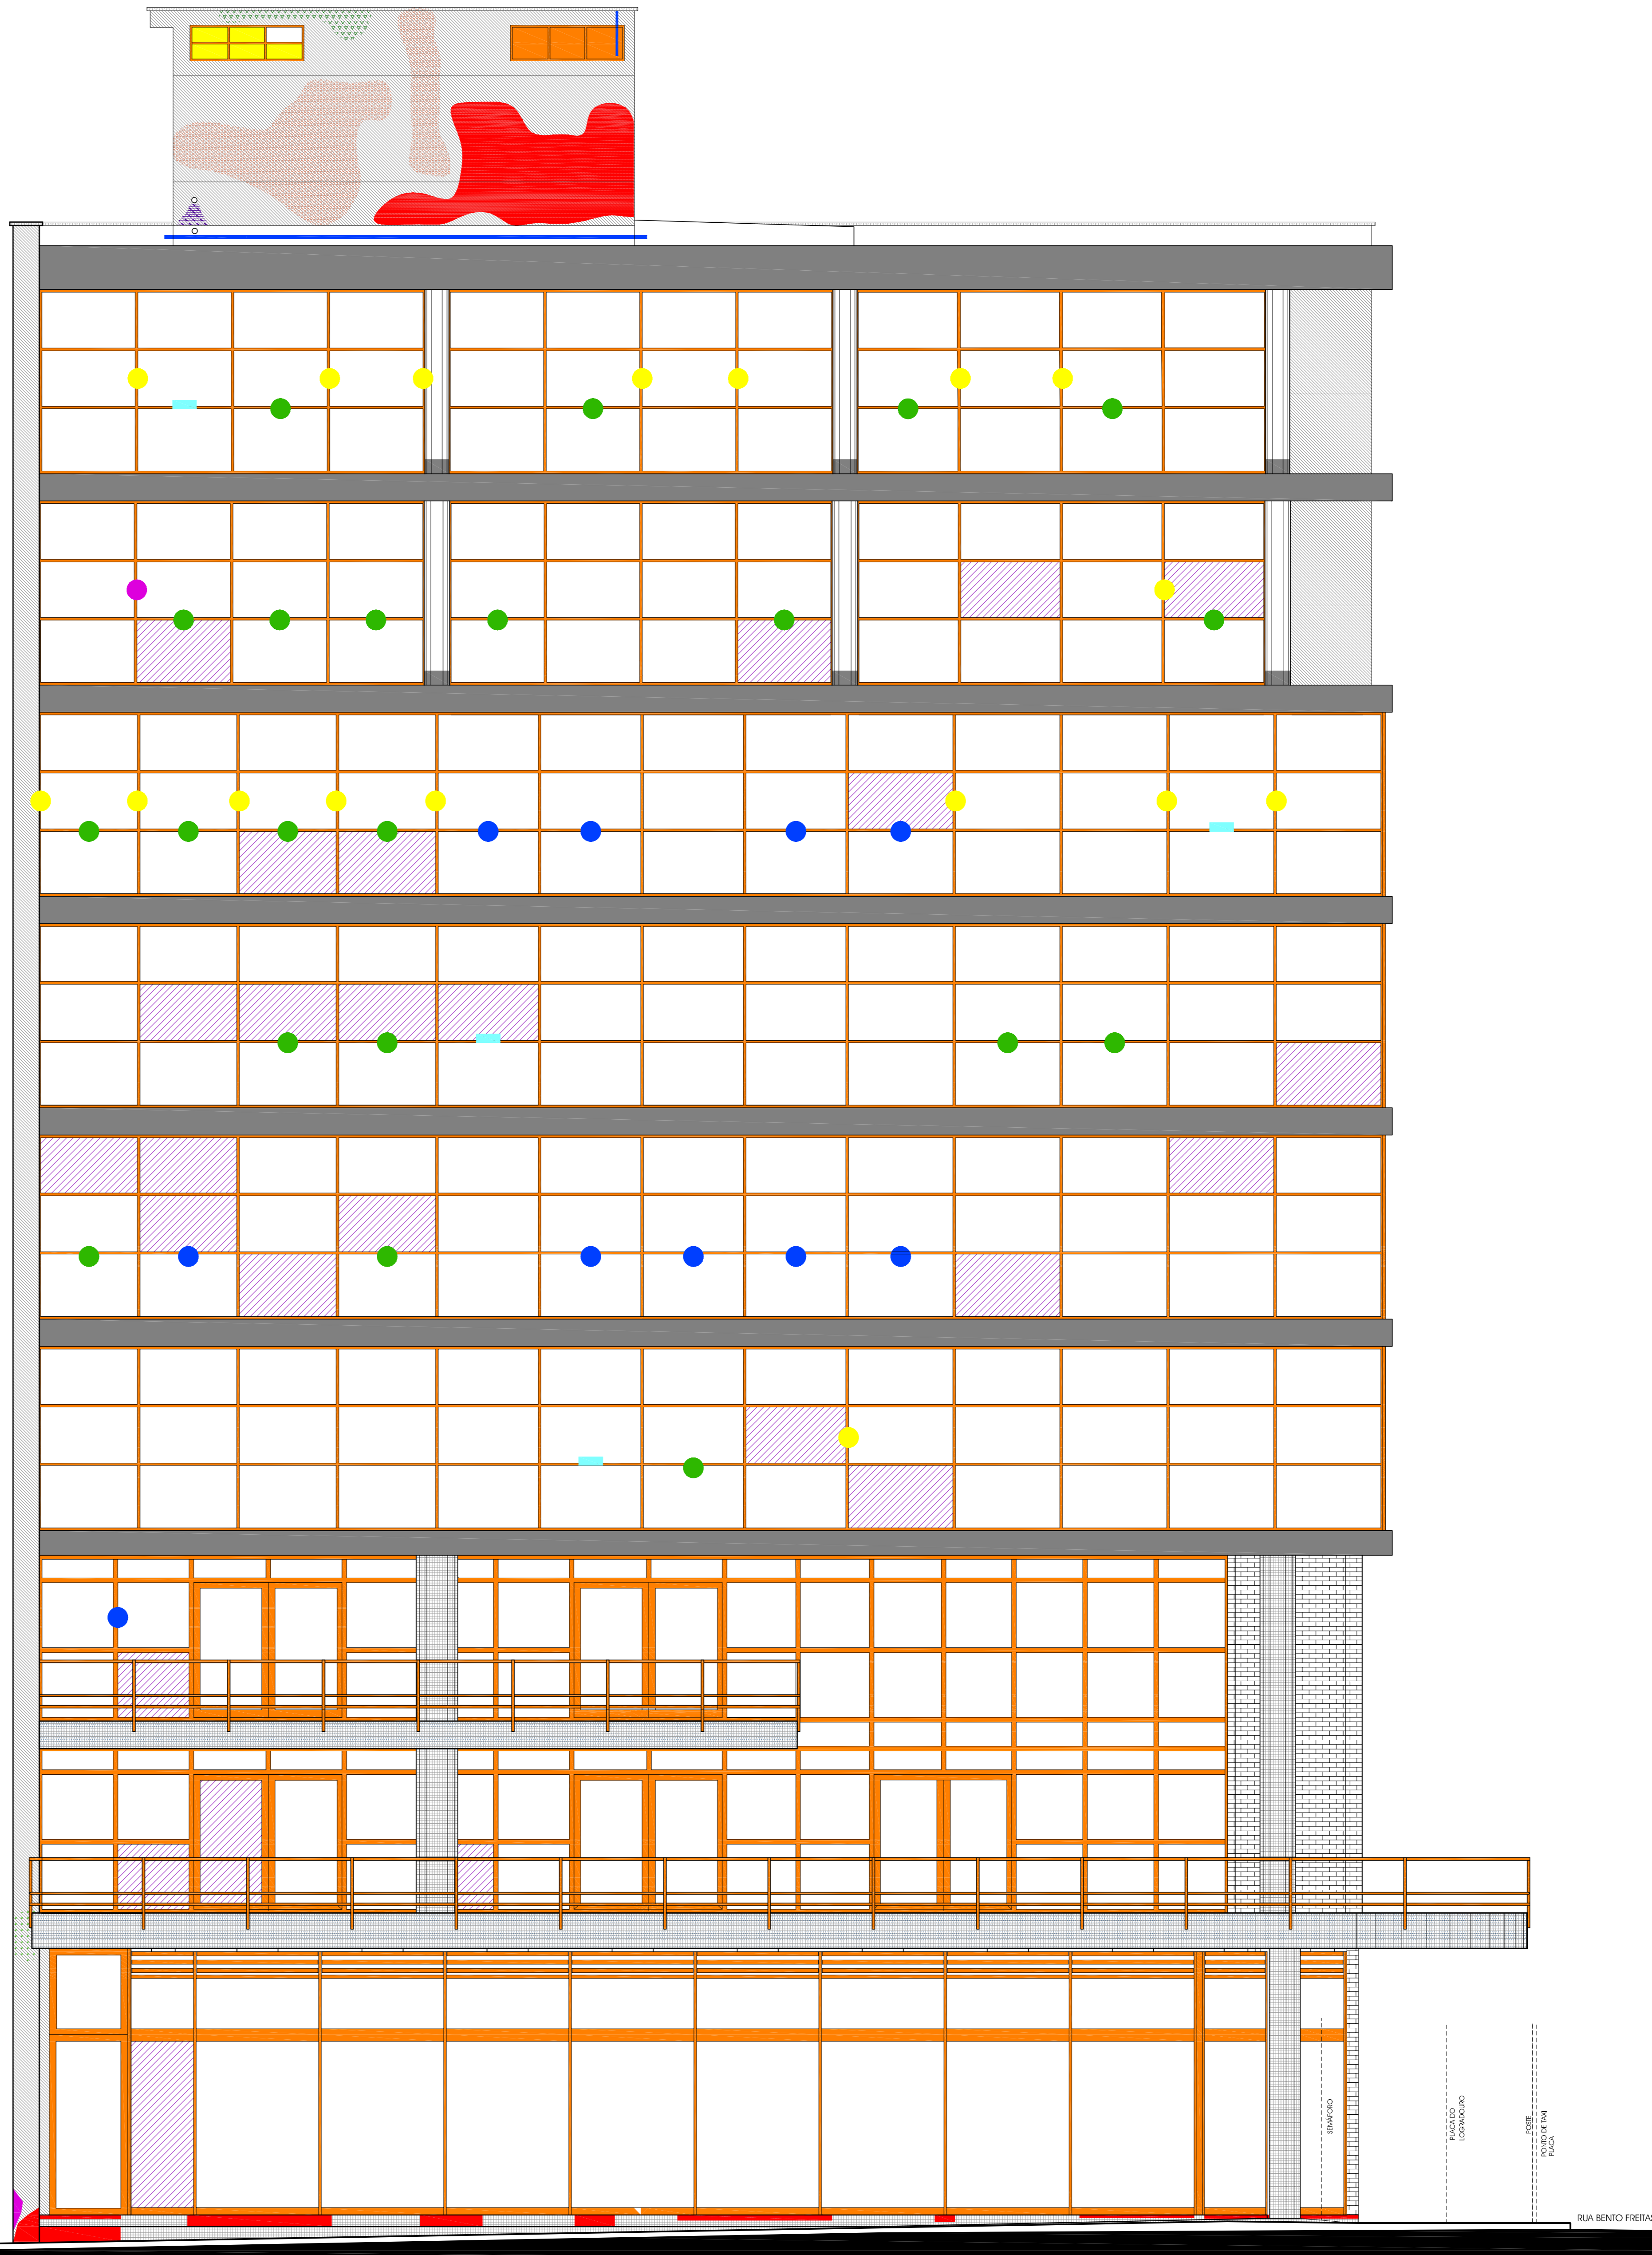 SEMÁFORO
PLACA DO
LOGRADOURO
POSTE
PONTO DE TAXI
PLACA
RUA BENTO FREITAS